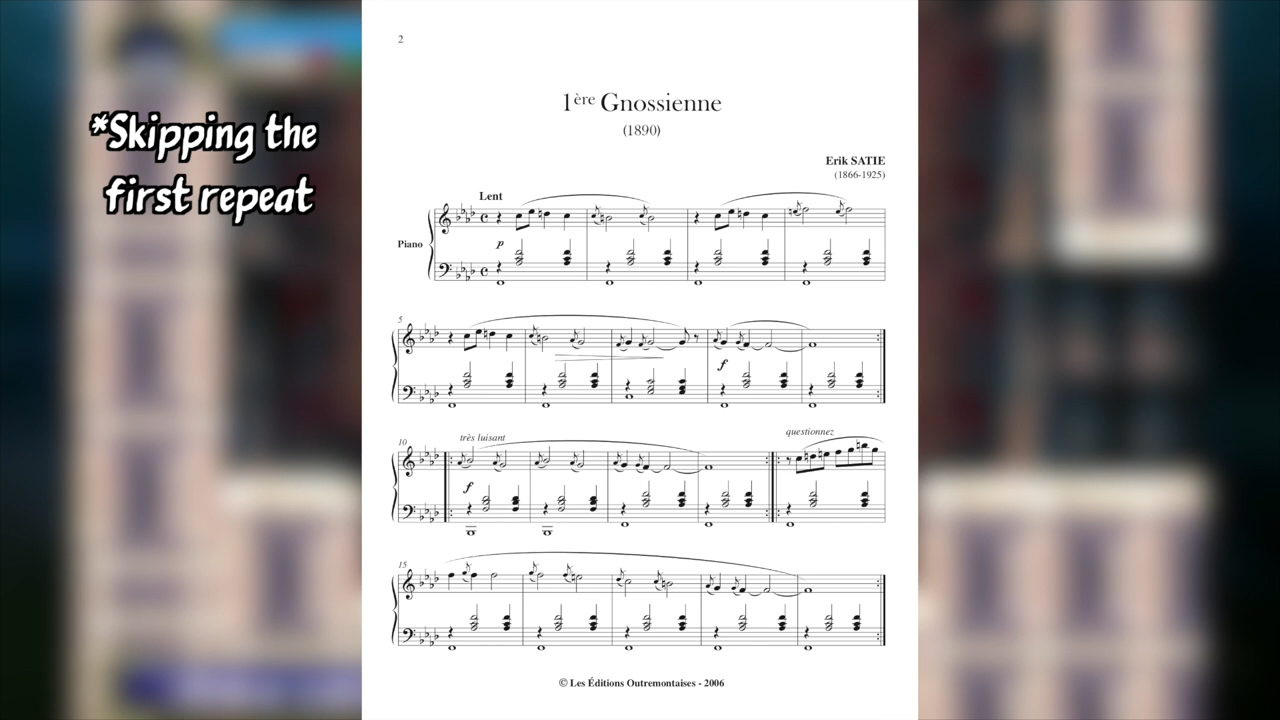 *Skipping the
first repeat
2
1ère Gnossienne
(1890)
Erik SATIE
(1866-1925)
Lent
Piano
p
5
f
10
très luisant
questionnez
f
15
© Les Éditions Outremontaises - 2006